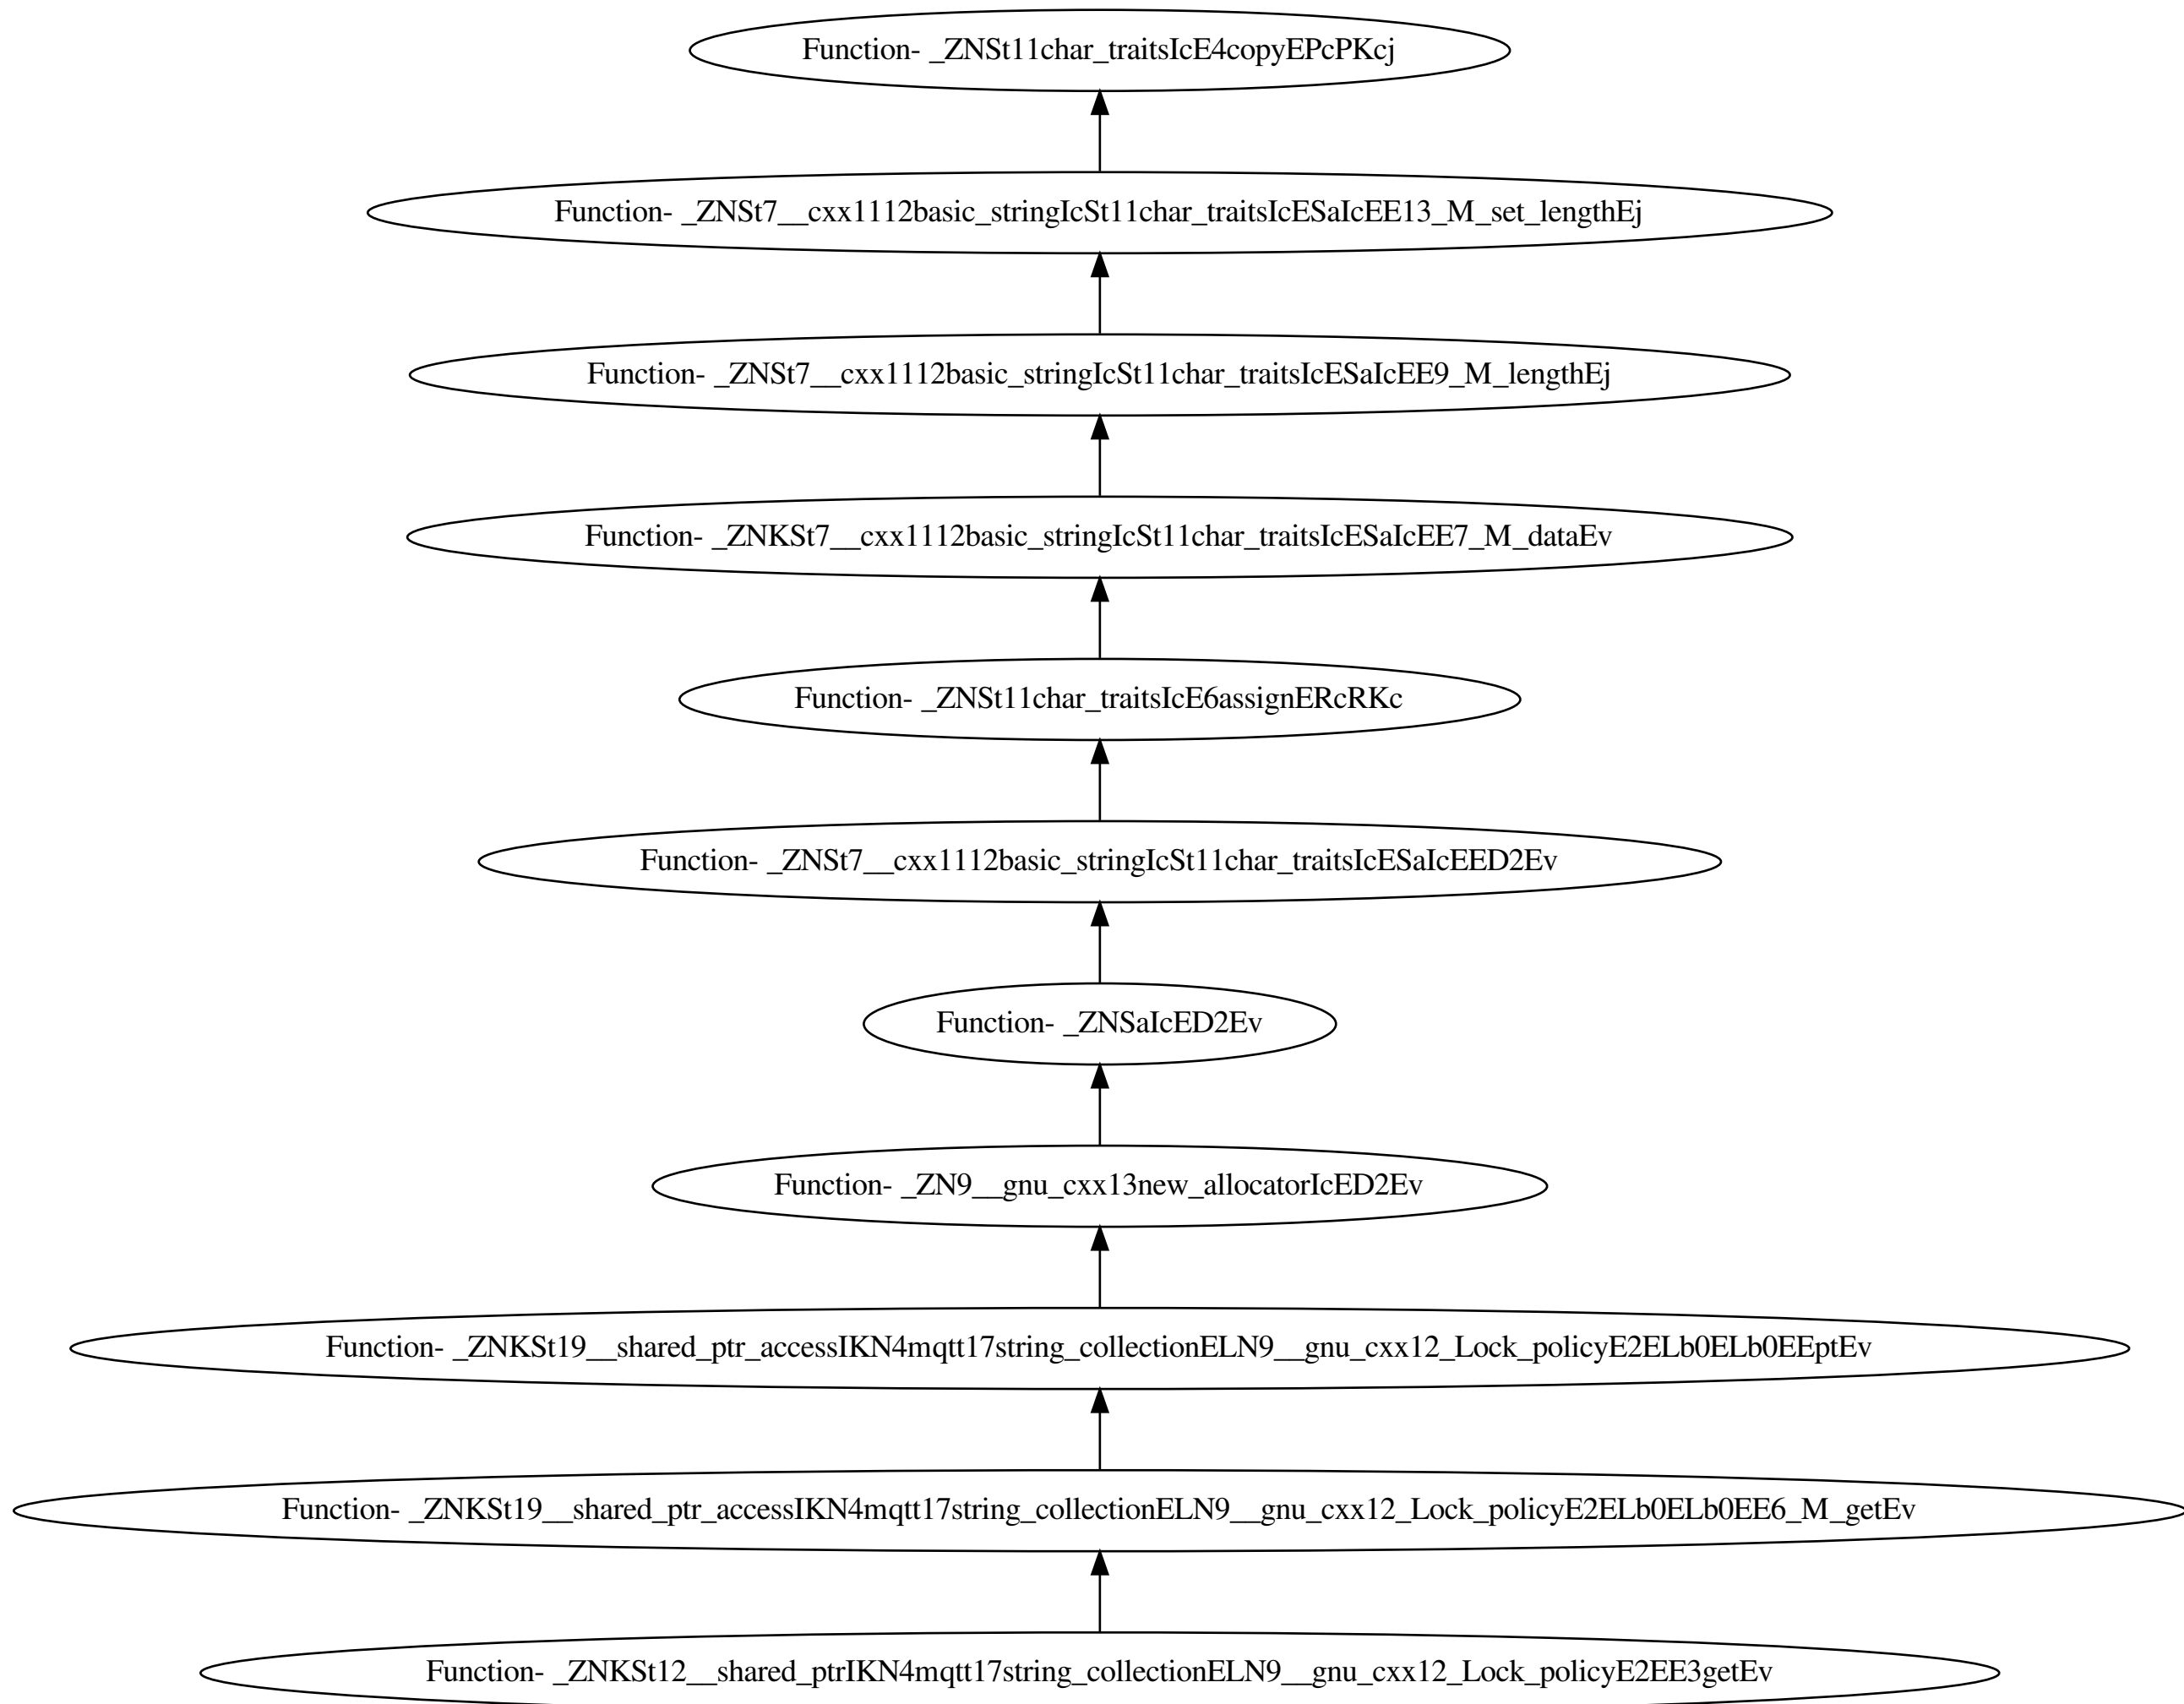 Function- _ZNSt11char_traitsIcE4copyEPcPKcj
Function- _ZNSt7__cxx1112basic_stringIcSt11char_traitsIcESaIcEE13_M_set_lengthEj
Function- _ZNSt7__cxx1112basic_stringIcSt11char_traitsIcESaIcEE9_M_lengthEj
Function- _ZNKSt7__cxx1112basic_stringIcSt11char_traitsIcESaIcEE7_M_dataEv
Function- _ZNSt11char_traitsIcE6assignERcRKc
Function- _ZNSt7__cxx1112basic_stringIcSt11char_traitsIcESaIcEED2Ev
Function- _ZNSaIcED2Ev
Function- _ZN9__gnu_cxx13new_allocatorIcED2Ev
Function- _ZNKSt19__shared_ptr_accessIKN4mqtt17string_collectionELN9__gnu_cxx12_Lock_policyE2ELb0ELb0EEptEv
Function- _ZNKSt19__shared_ptr_accessIKN4mqtt17string_collectionELN9__gnu_cxx12_Lock_policyE2ELb0ELb0EE6_M_getEv
Function- _ZNKSt12__shared_ptrIKN4mqtt17string_collectionELN9__gnu_cxx12_Lock_policyE2EE3getEv